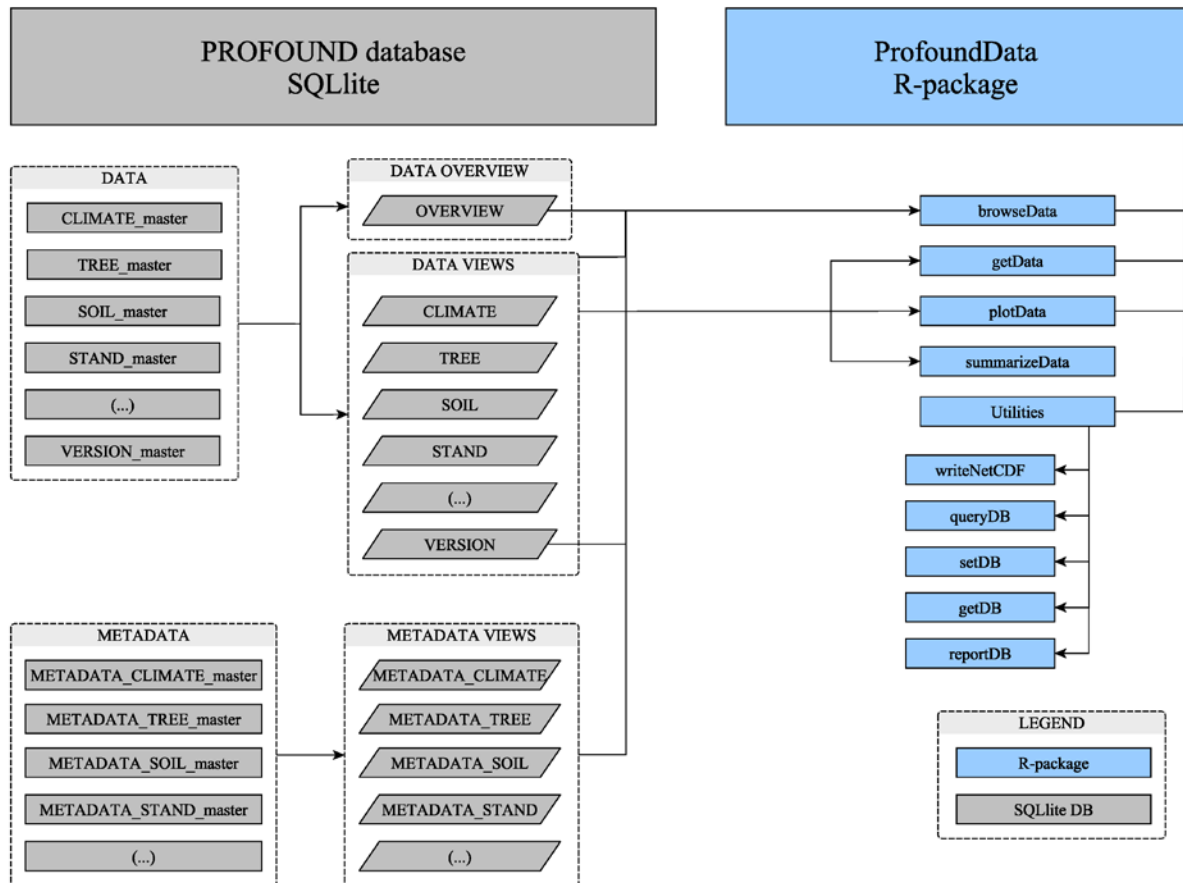 PROFOUND database
SQLlite
ProfoundData
R-package
DATA
CLIMATE_master
TREE_master
SOIL_master
STAND_master
(...)
VERSION_master
DATA OVERVIEW
OVERVIEW
DATA VIEWS
CLIMATE
TREE
SOIL
STAND
(...)
VERSION
METADATA
METADATA_CLIMATE_master
METADATA_TREE_master
METADATA_SOIL_master
METADATA_STAND_master
(...)
METADATA VIEWS
METADATA_CLIMATE
METADATA_TREE
METADATA_SOIL
METADATA_STAND
(...)
browseData
getData
plotData
summarizeData
Utilities
writeNetCDF
queryDB
setDB
getDB
reportDB
LEGEND
R-package
SQLlite DB